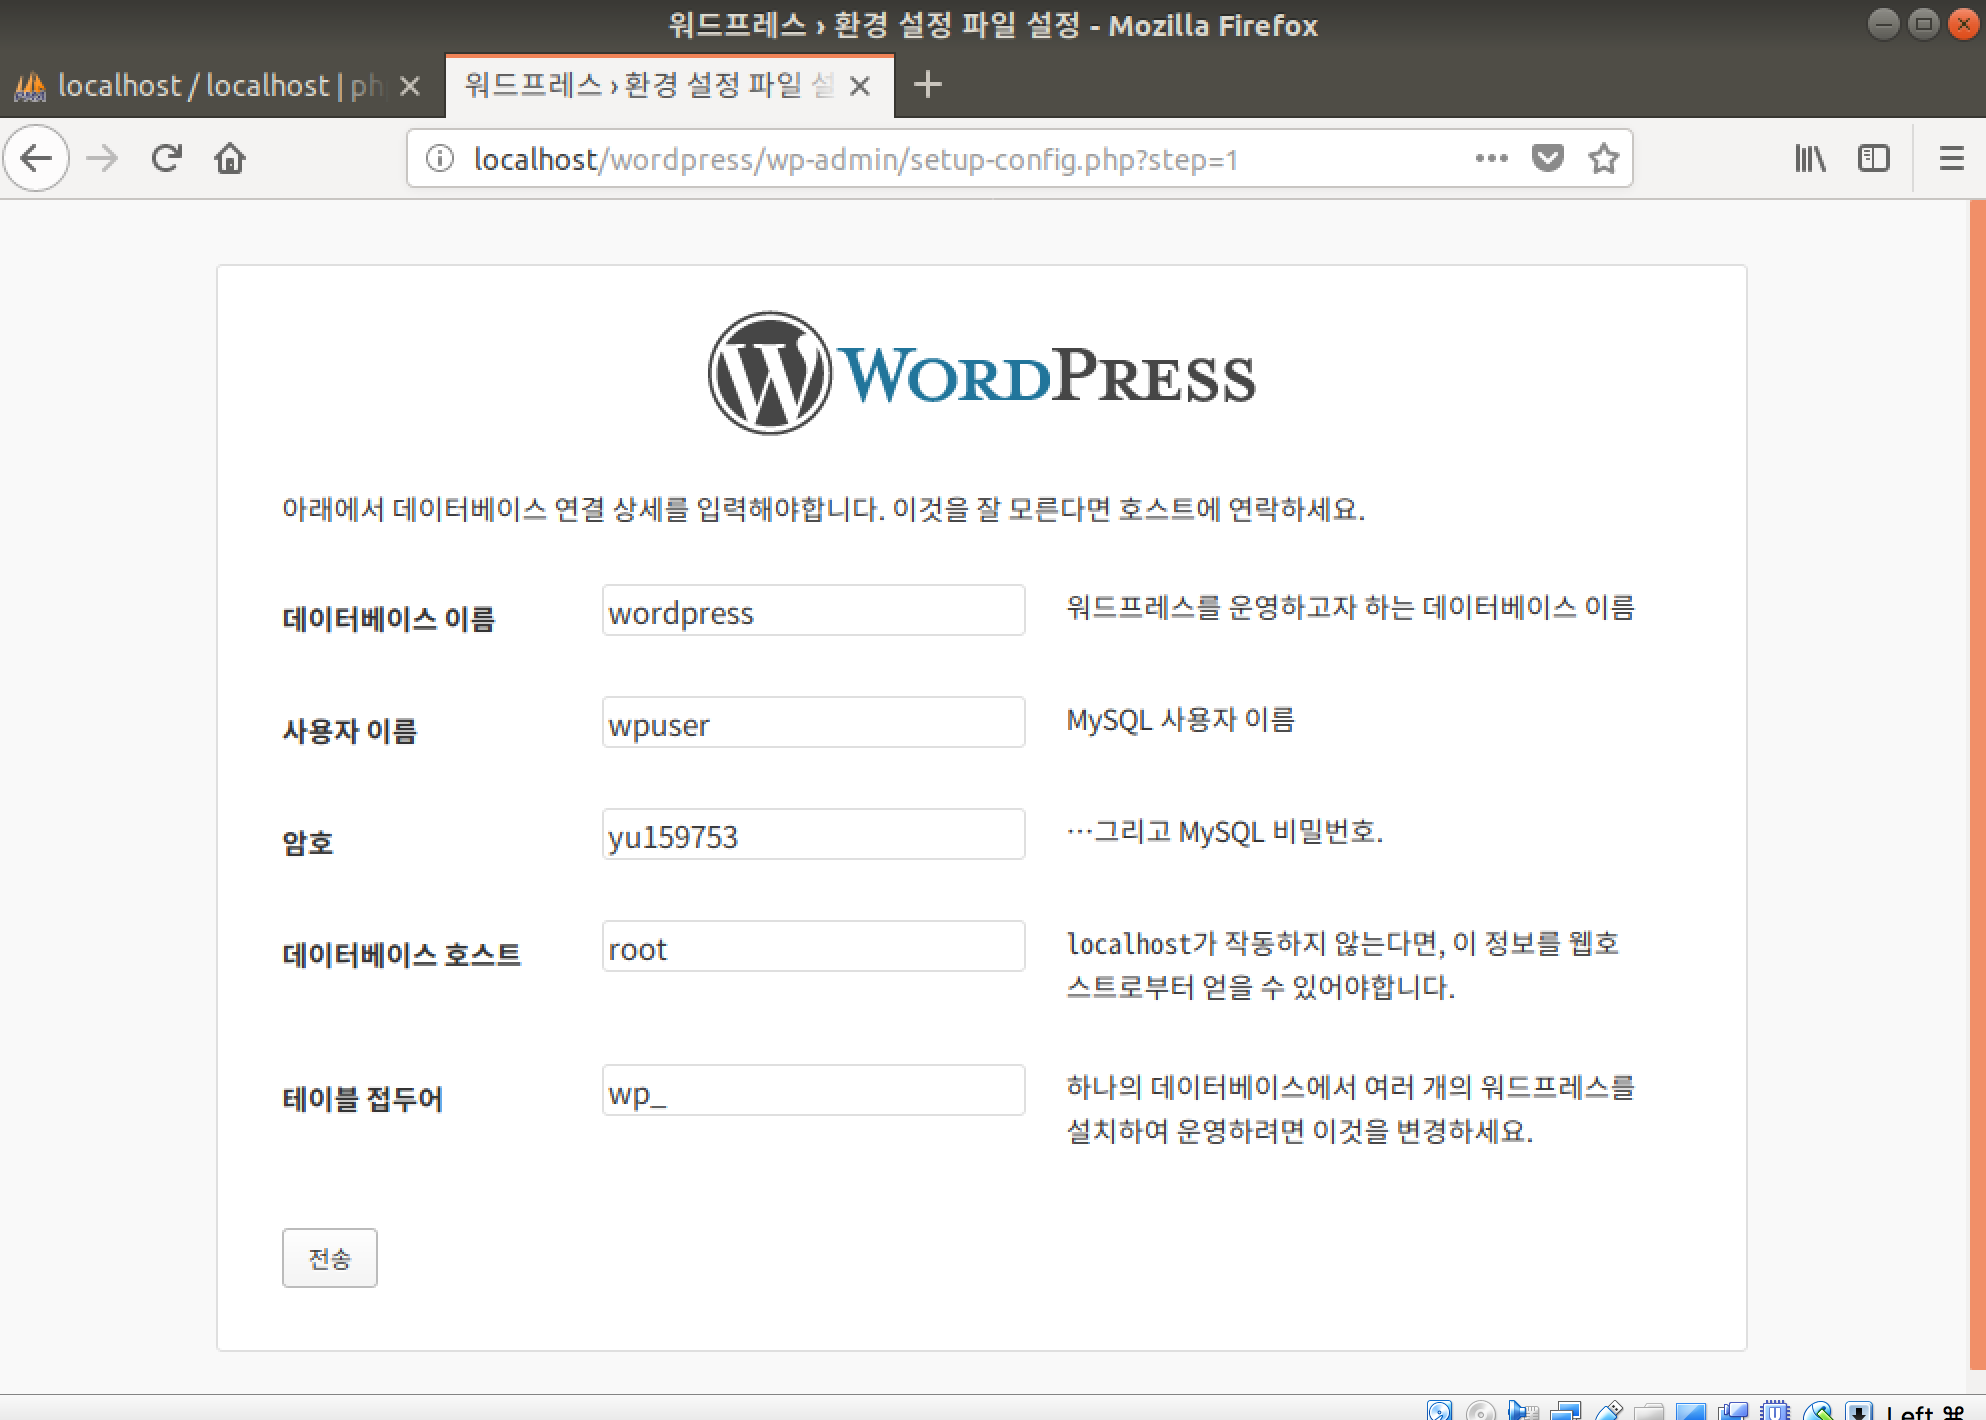 워드프레스 › 환경 설정 파일 설정 - Mozilla Firefox
localhost / localhost | ph
워드프레스 › 환경 설정 파일 설
localhost/wordpress/wp-admin/setup-config.php?step=1
WORDPRESS
아래에서 데이터베이스 연결 상세를 입력해야합니다. 이것을 잘 모른다면 호스트에 연락하세요.
데이터베이스 이름
wordpress
워드프레스를 운영하고자 하는 데이터베이스 이름
사용자 이름
wpuser
MySQL 사용자 이름
암호
yu159753
…그리고 MySQL 비밀번호.
데이터베이스 호스트
root
localhost가 작동하지 않는다면, 이 정보를 웹호
스트로부터 얻을 수 있어야합니다.
테이블 접두어
wp_
하나의 데이터베이스에서 여러 개의 워드프레스를
설치하여 운영하려면 이것을 변경하세요.
전송
Left ⌘